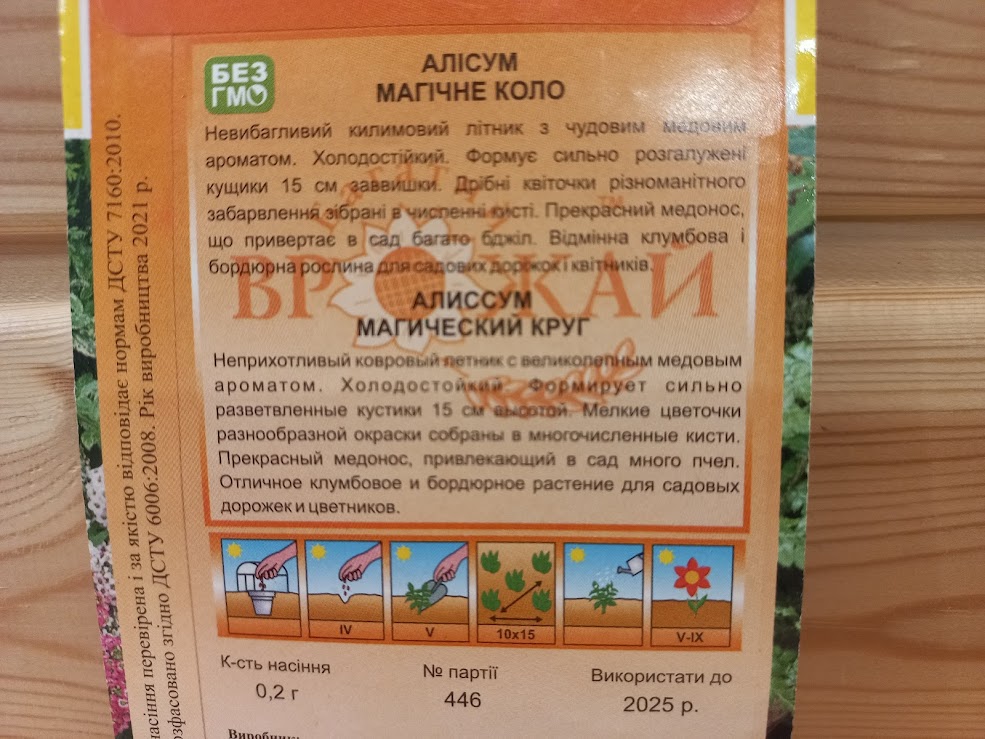 БЕЗ
ГМО
АЛІСУМ
МАГІЧНЕ КОЛО
Невибагливий килимовий літник з чудовим медовим
ароматом. Холодостійкий. Формує сильно розгалужені
кущики 15 см заввишки. Дрібні квіточки різноманітного
забарвлення зібрані в численні кисті. Прекрасний медонос,
що привертає в сад багато бджіл. Відмінна клумбова і
бордюрна рослина для садових доріжок і квітників.
Багатий
ВРОЖАЙ
АЛИССУМ
МАГИЧЕСКИЙ КРУГ
Неприхотливый ковровый летник с великолепным медовым
ароматом. Холодостойкий. Формирует сильно
разветвленные кустики 15 см высотой. Мелкие цветочки
разнообразной окраски собраны в многочисленные кисти.
Прекрасный медонос, привлекающий в сад много пчел.
Отличное клумбовое и бордюрное растение для садовых
дорожек и цветников.
IV
V
10x15
V-IX
К-сть насіння
0,2 г
№ партії
446
Використати до
2025 р.
насіння перевірена і за якістю відповідає нормам ДСТУ 7160:2010.
розфасовано згідно ДСТУ 6006:2008. Рік виробництва 2021 р.